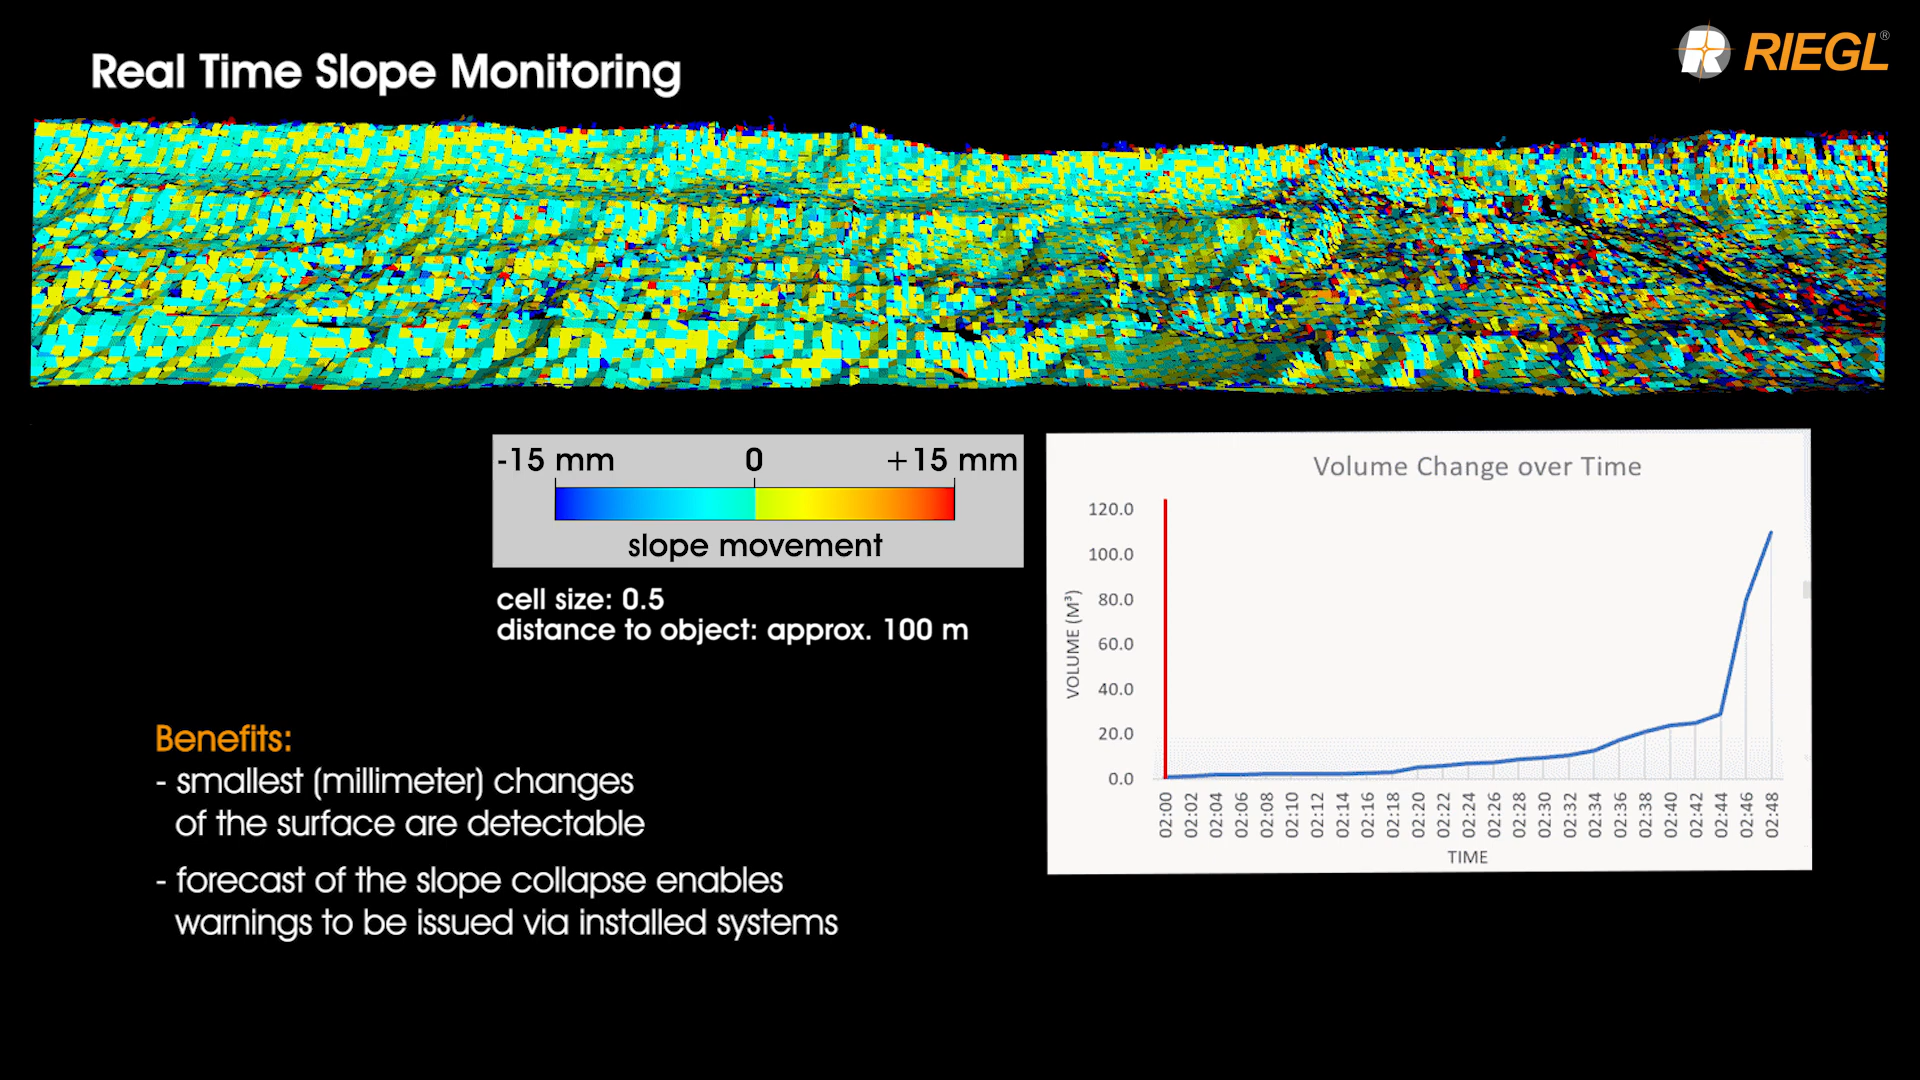 Real Time Slope Monitoring
R RIEGL®
-15 mm 0 +15 mm
slope movement
cell size: 0.5
distance to object: approx. 100 m
Benefits:
- smallest (millimeter) changes
of the surface are detectable
- forecast of the slope collapse enables
warnings to be issued via installed systems
Volume Change over Time
VOLUME (M³)
120.0
100.0
80.0
60.0
40.0
20.0
0.0
02:00 02:02 02:04 02:06 02:08 02:10 02:12 02:14 02:16 02:18 02:20 02:22 02:24 02:26 02:28 02:30 02:32 02:34 02:36 02:38 02:40 02:42 02:44 02:46 02:48
TIME